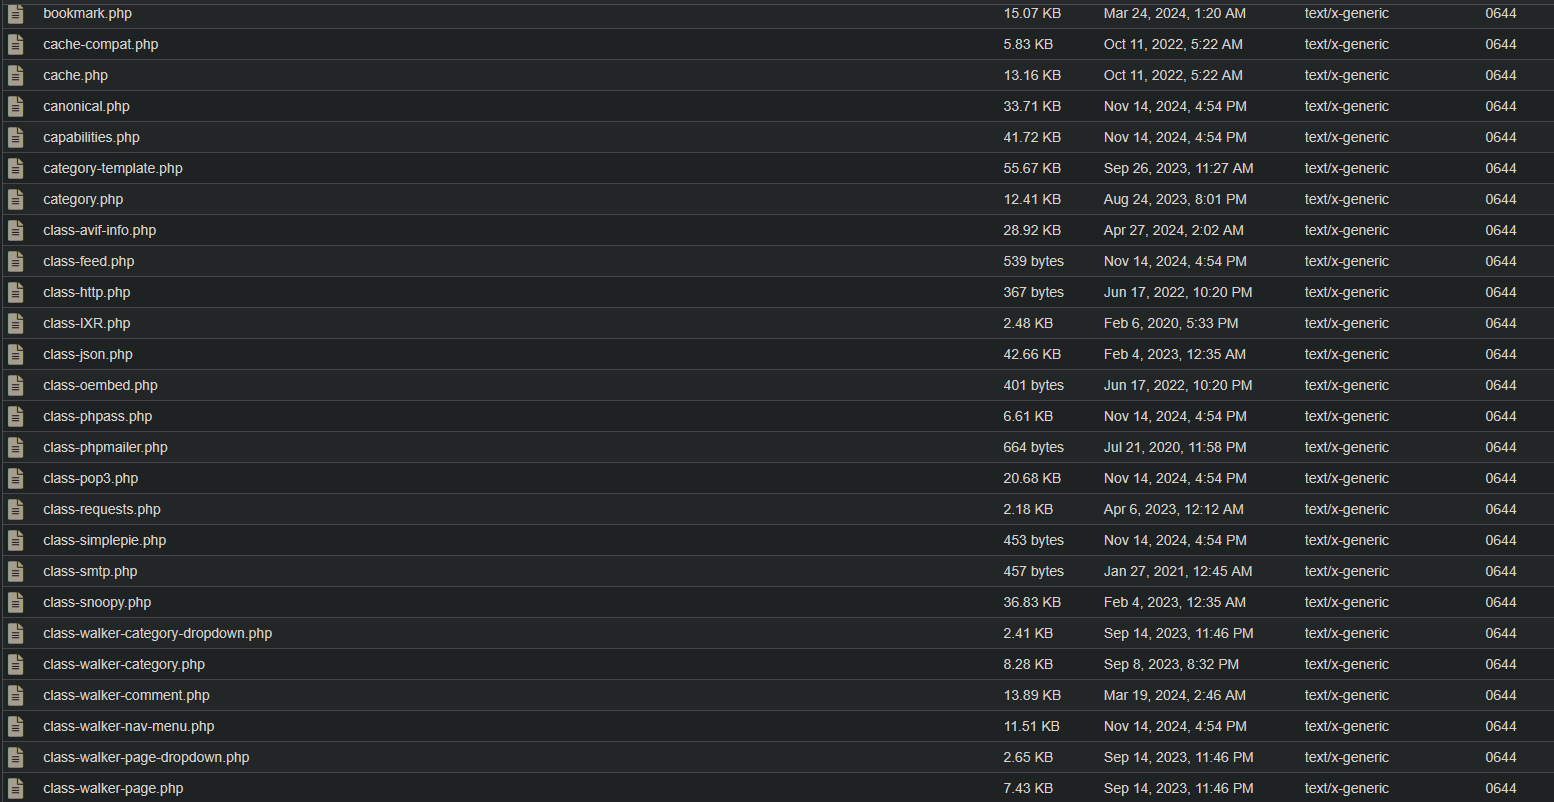 bookmark.php 15.07 KB Mar 24, 2024, 1:20 AM text/x-generic 0644
cache-compat.php 5.83 KB Oct 11, 2022, 5:22 AM text/x-generic 0644
cache.php 13.16 KB Oct 11, 2022, 5:22 AM text/x-generic 0644
canonical.php 33.71 KB Nov 14, 2024, 4:54 PM text/x-generic 0644
capabilities.php 41.72 KB Nov 14, 2024, 4:54 PM text/x-generic 0644
category-template.php 55.67 KB Sep 26, 2023, 11:27 AM text/x-generic 0644
category.php 12.41 KB Aug 24, 2023, 8:01 PM text/x-generic 0644
class-avif-info.php 28.92 KB Apr 27, 2024, 2:02 AM text/x-generic 0644
class-feed.php 539 bytes Nov 14, 2024, 4:54 PM text/x-generic 0644
class-http.php 367 bytes Jun 17, 2022, 10:20 PM text/x-generic 0644
class-IXR.php 2.48 KB Feb 6, 2020, 5:33 PM text/x-generic 0644
class-json.php 42.66 KB Feb 4, 2023, 12:35 AM text/x-generic 0644
class-oembed.php 401 bytes Jun 17, 2022, 10:20 PM text/x-generic 0644
class-phpass.php 6.61 KB Nov 14, 2024, 4:54 PM text/x-generic 0644
class-phpmailer.php 664 bytes Jul 21, 2020, 11:58 PM text/x-generic 0644
class-pop3.php 20.68 KB Nov 14, 2024, 4:54 PM text/x-generic 0644
class-requests.php 2.18 KB Apr 6, 2023, 12:12 AM text/x-generic 0644
class-simplepie.php 453 bytes Nov 14, 2024, 4:54 PM text/x-generic 0644
class-smtp.php 457 bytes Jan 27, 2021, 12:45 AM text/x-generic 0644
class-snoopy.php 36.83 KB Feb 4, 2023, 12:35 AM text/x-generic 0644
class-walker-category-dropdown.php 2.41 KB Sep 14, 2023, 11:46 PM text/x-generic 0644
class-walker-category.php 8.28 KB Sep 8, 2023, 8:32 PM text/x-generic 0644
class-walker-comment.php 13.89 KB Mar 19, 2024, 2:46 AM text/x-generic 0644
class-walker-nav-menu.php 11.51 KB Nov 14, 2024, 4:54 PM text/x-generic 0644
class-walker-page-dropdown.php 2.65 KB Sep 14, 2023, 11:46 PM text/x-generic 0644
class-walker-page.php 7.43 KB Sep 14, 2023, 11:46 PM text/x-generic 0644